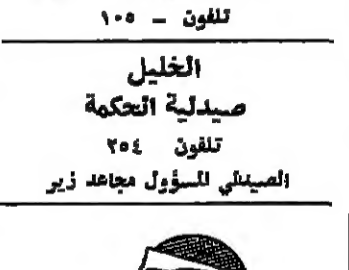 تلفون – ١٠٥
الخليل
صيدلية الحكمة
تلفون ٢٥٤
الصيدلي المسؤول مجاهد زير